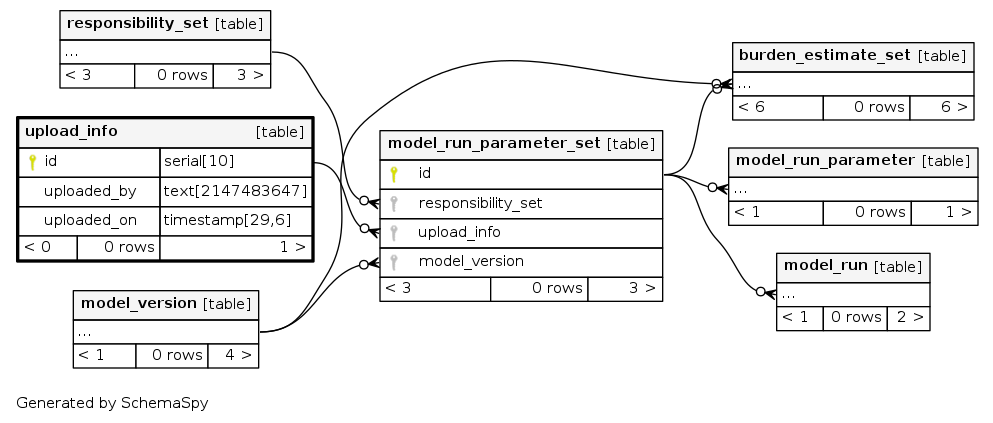 responsibility_set [table]
...
< 3 0 rows 3 >
upload_info [table]
id serial[10]
uploaded_by text[2147483647]
uploaded_on timestamp[29,6]
< 0 0 rows 1 >
model_version [table]
...
< 1 0 rows 4 >
model_run_parameter_set [table]
id
responsibility_set
upload_info
model_version
< 3 0 rows 3 >
burden_estimate_set [table]
...
< 6 0 rows 6 >
model_run_parameter [table]
...
< 1 0 rows 1 >
model_run [table]
...
< 1 0 rows 2 >
Generated by SchemaSpy